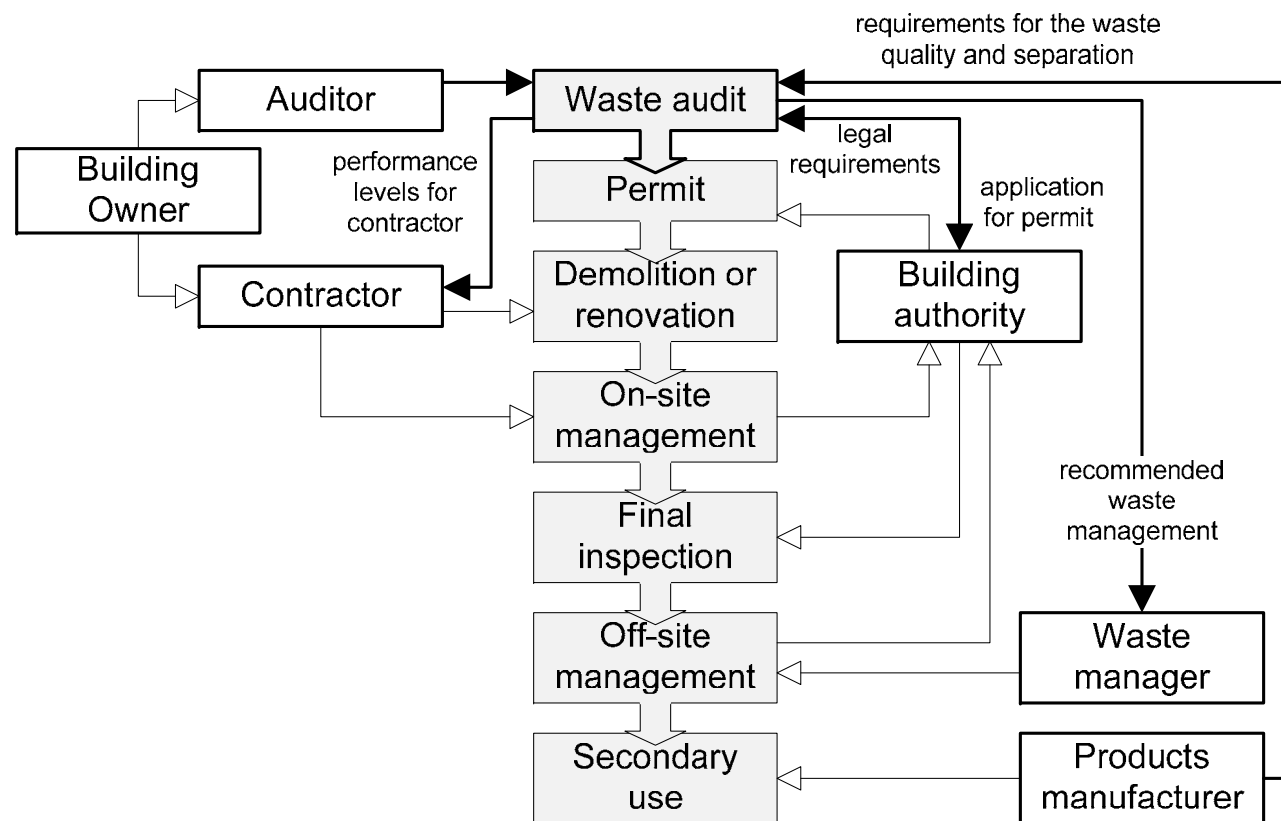 requirements for the waste
quality and separation
Auditor
Waste audit
Building
Owner
performance
levels for
contractor
legal
requirements
Permit
application
for permit
Contractor
Demolition or
renovation
Building
authority
On-site
management
recommended
waste
management
Final
inspection
Off-site
management
Waste
manager
Secondary
use
Products
manufacturer